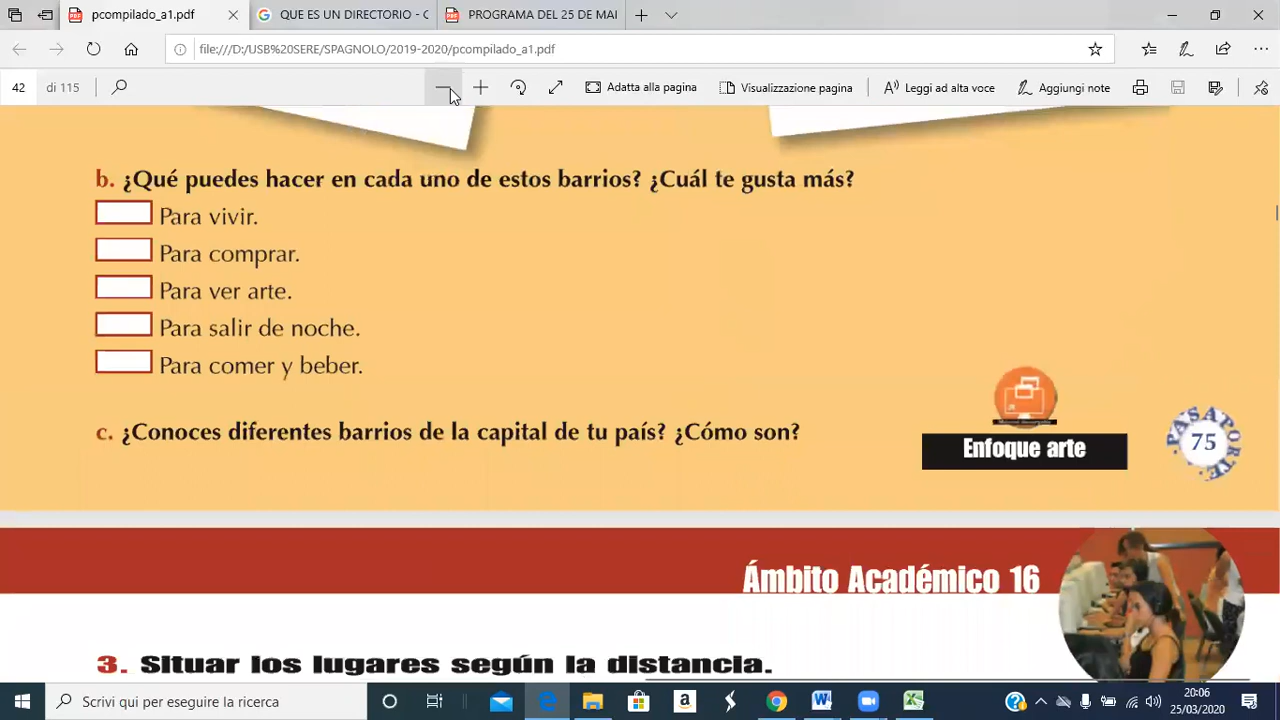 pcompilado_a1.pdf
QUE ES UN DIRECTORIO - C
PROGRAMA DEL 25 DE MAI
file:///D:/USB%20SERE/SPAGNOLO/2019-2020/pcompilado_a1.pdf
42 di 115
Adatta alla pagina
Visualizzazione pagina
Leggi ad alta voce
Aggiungi note
b. ¿Qué puedes hacer en cada uno de estos barrios? ¿Cuál te gusta más?
Para vivir.
Para comprar.
Para ver arte.
Para salir de noche.
Para comer y beber.
c. ¿Conoces diferentes barrios de la capital de tu país? ¿Cómo son?
Enfoque arte
PASAPORTE
75
Ámbito Académico 16
3. Situar los lugares según la distancia.
Scrivi qui per eseguire la ricerca
20:06
25/03/2020